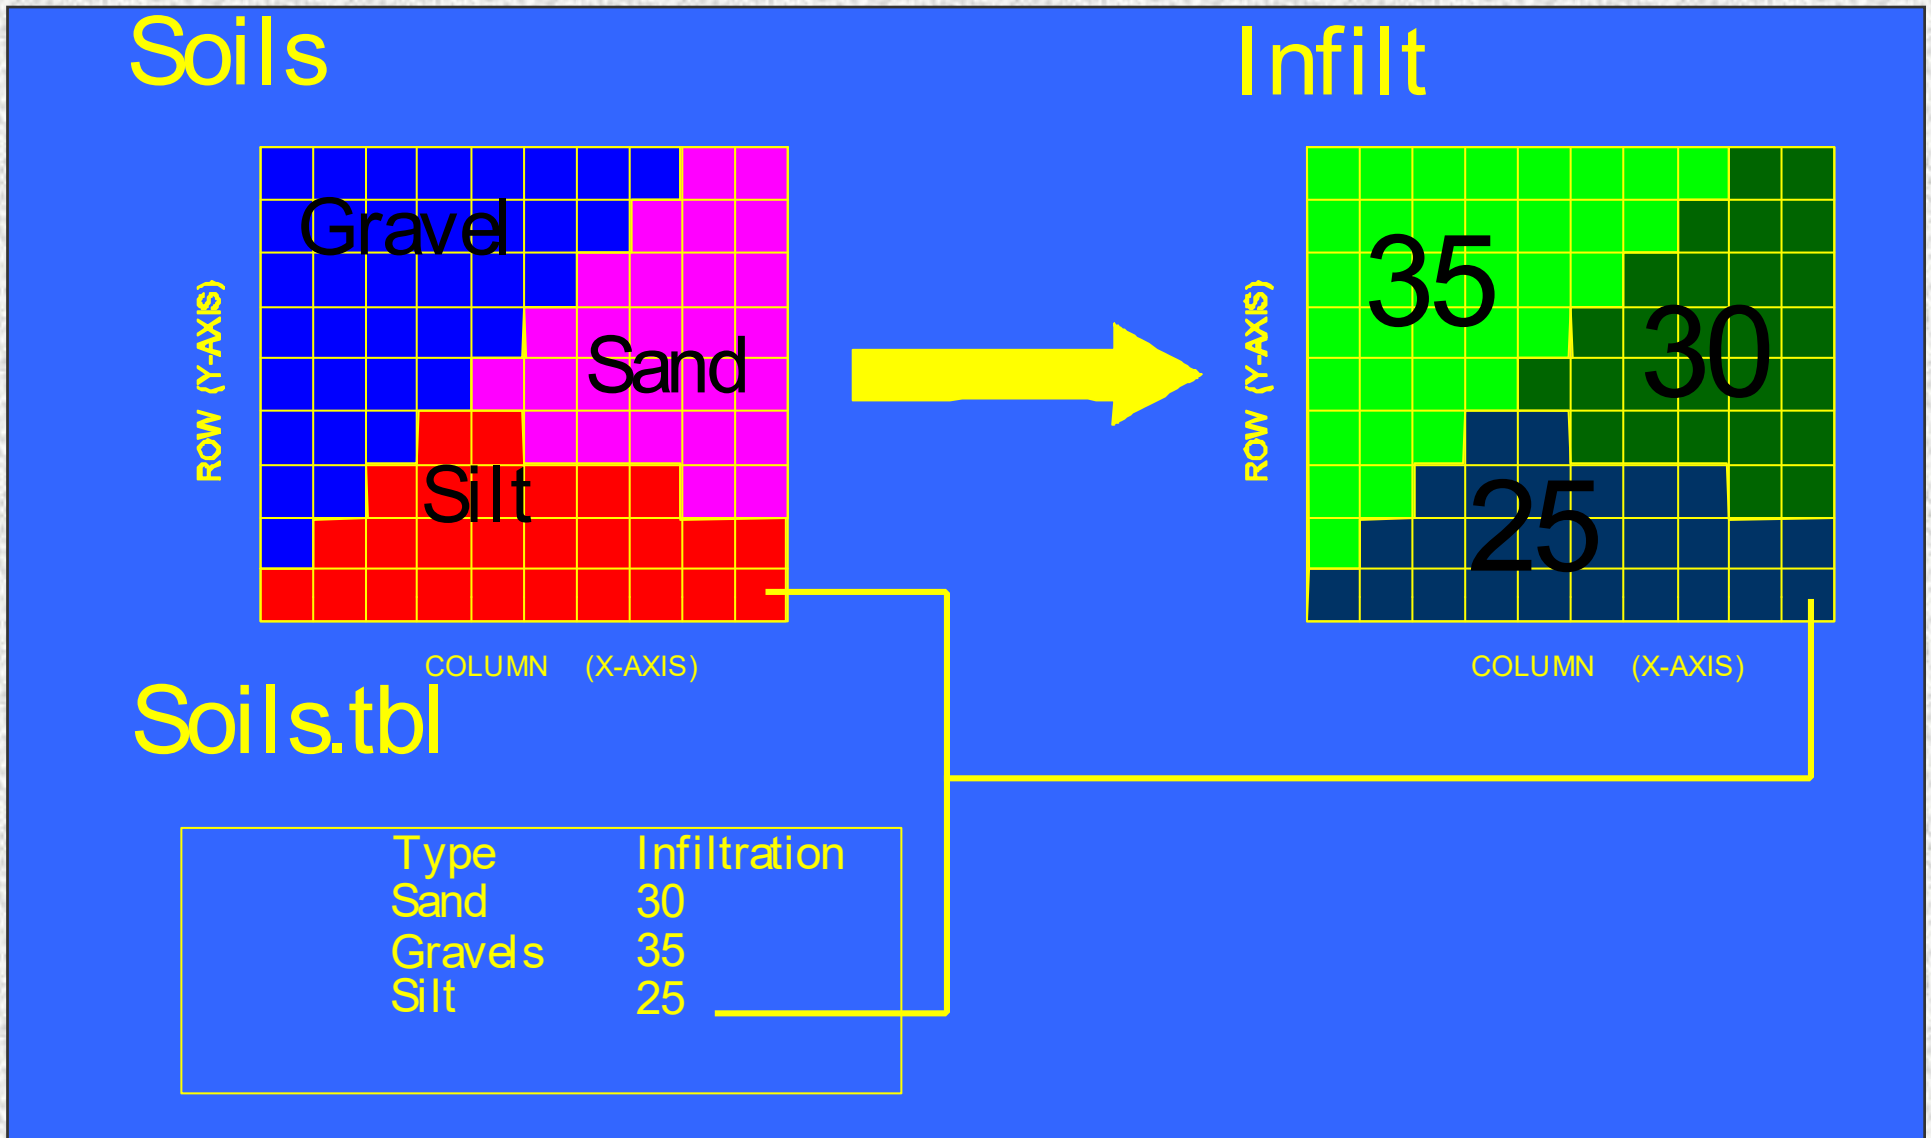 Soils
Infilt
Gravel
Sand
Silt
ROW (Y-AXIS)
COLUMN (X-AXIS)
35
30
25
ROW (Y-AXIS)
COLUMN (X-AXIS)
Soils.tbl
Type Infiltration
Sand 30
Gravels 35
Silt 25